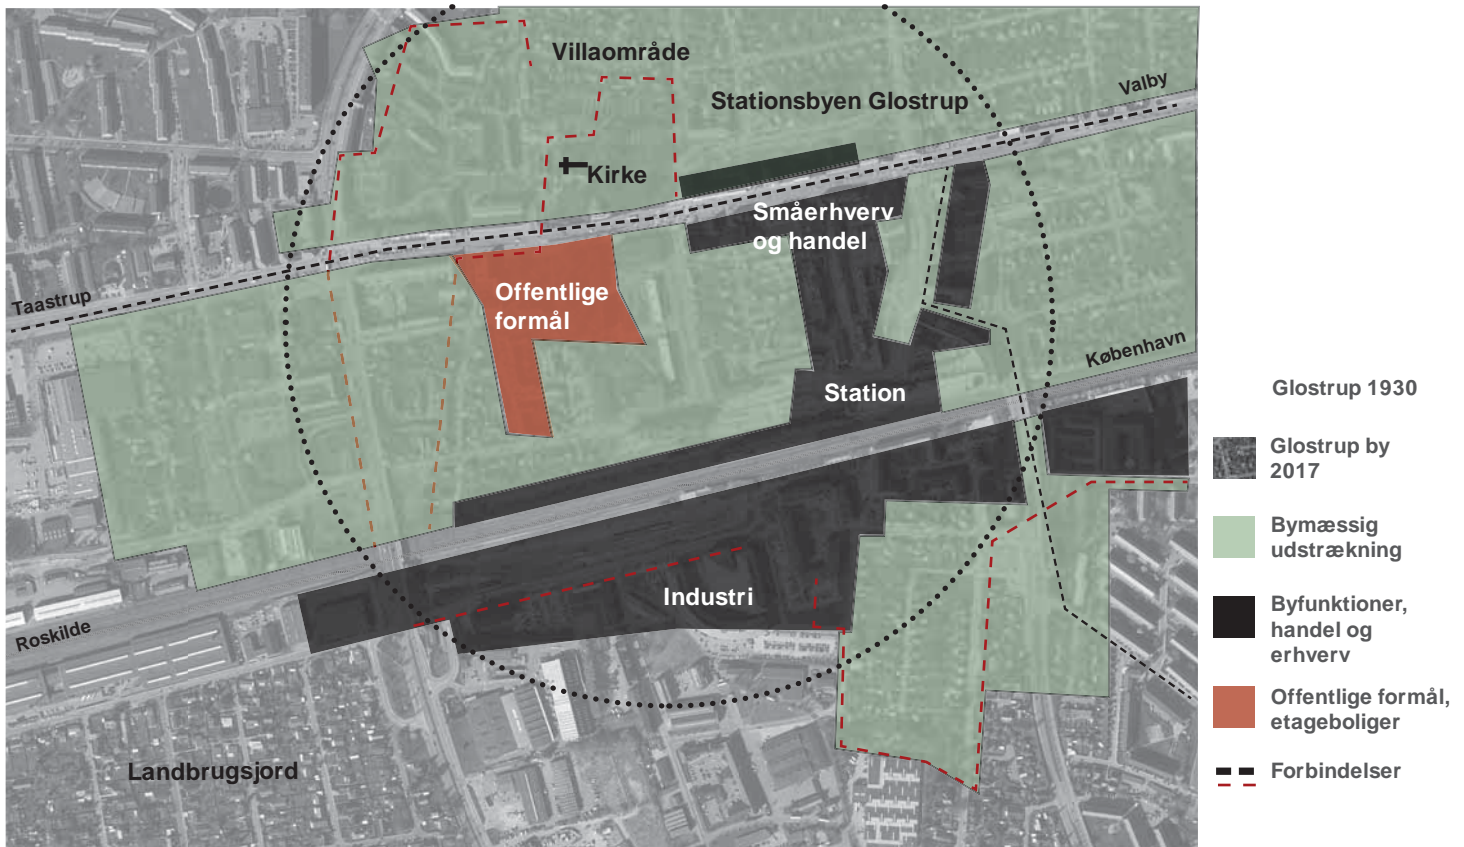 Villaområde
Stationsbyen Glostrup
Valby
Kirke
Småerhverv
og handel
Taastrup
Offentlige
formål
København
Station
Industri
Roskilde
Landbrugsjord
Glostrup 1930
Glostrup by
2017
Bymæssig
udstrækning
Byfunktioner,
handel og
erhverv
Offentlige formål,
etageboliger
Forbindelser